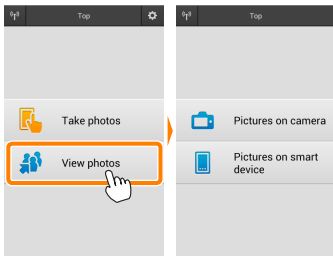 Top
Take photos
View photos
Top
Pictures on camera
Pictures on smart
device